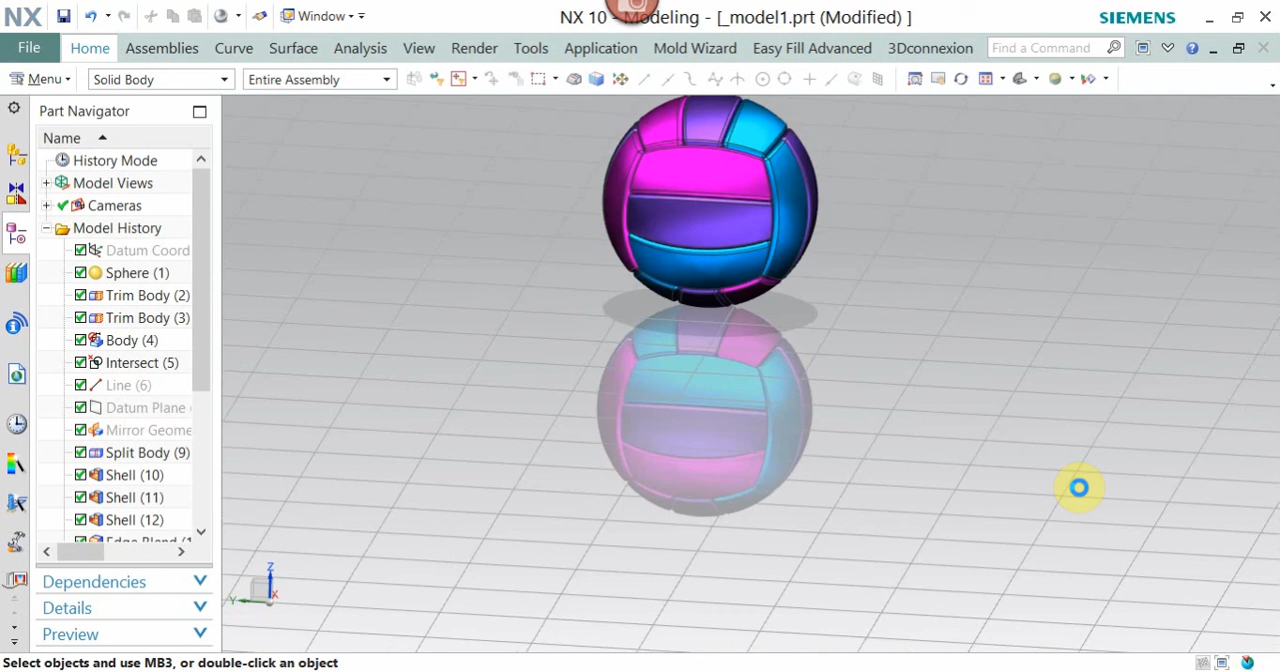 NX Window NX 10 - Modeling - [_model1.prt (Modified) ] SIEMENS
File Home Assemblies Curve Surface Analysis View Render Tools Application Mold Wizard Easy Fill Advanced 3Dconnexion Find a Command
Menu Solid Body Entire Assembly
Part Navigator
Name
History Mode
Model Views
Cameras
Model History
Datum Coord
Sphere (1)
Trim Body (2)
Trim Body (3)
Body (4)
Intersect (5)
Line (6)
Datum Plane
Mirror Geome
Split Body (9)
Shell (10)
Shell (11)
Shell (12)
Edge Blend (1
Dependencies
Details
Preview
Z
Y X
Select objects and use MB3, or double-click an object